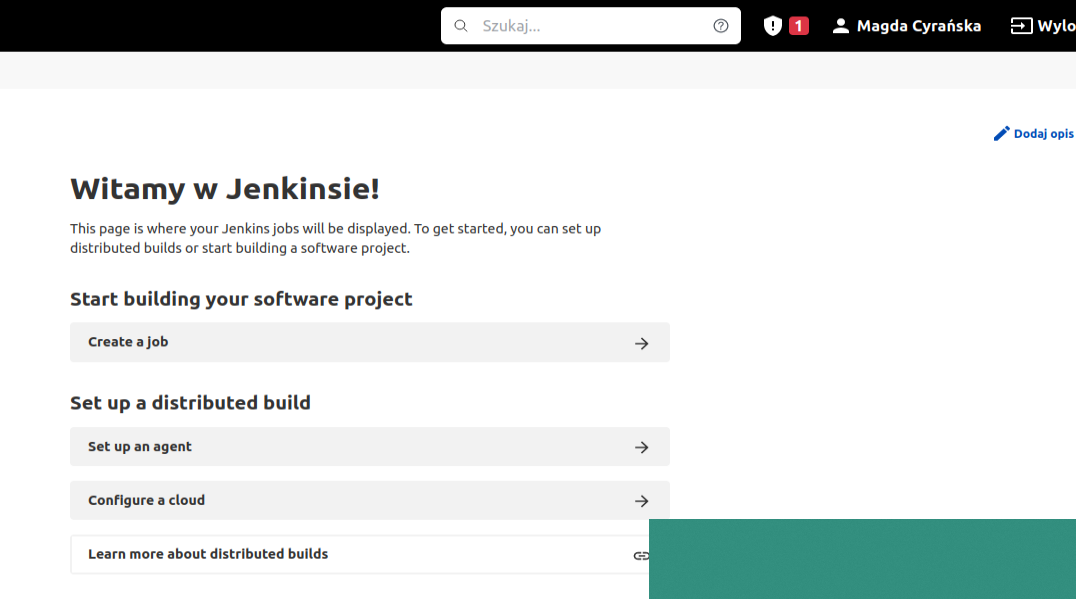 Szukaj...
1
Magda Cyrańska
Wylo
Dodaj opis
Witamy w Jenkinsie!
This page is where your Jenkins jobs will be displayed. To get started, you can set up
distributed builds or start building a software project.
Start building your software project
Create a job
Set up a distributed build
Set up an agent
Configure a cloud
Learn more about distributed builds